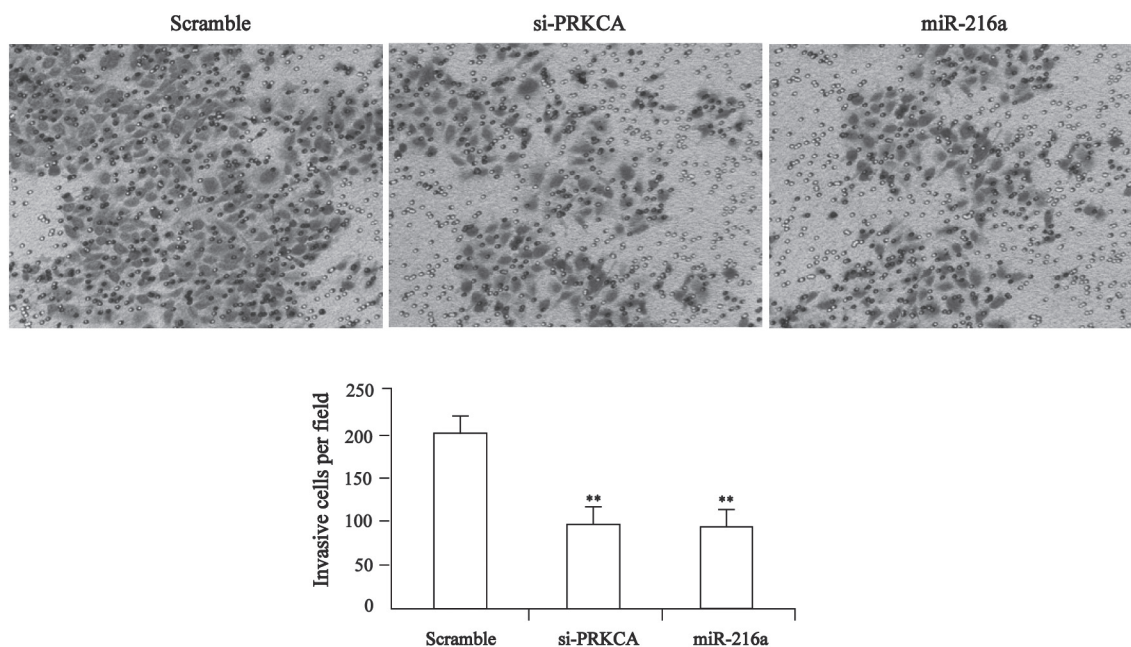 Scramble
si-PRKCA
miR-216a
Invasive cells per field
250
200
150
100
50
0
**
**
Scramble
si-PRKCA
miR-216a